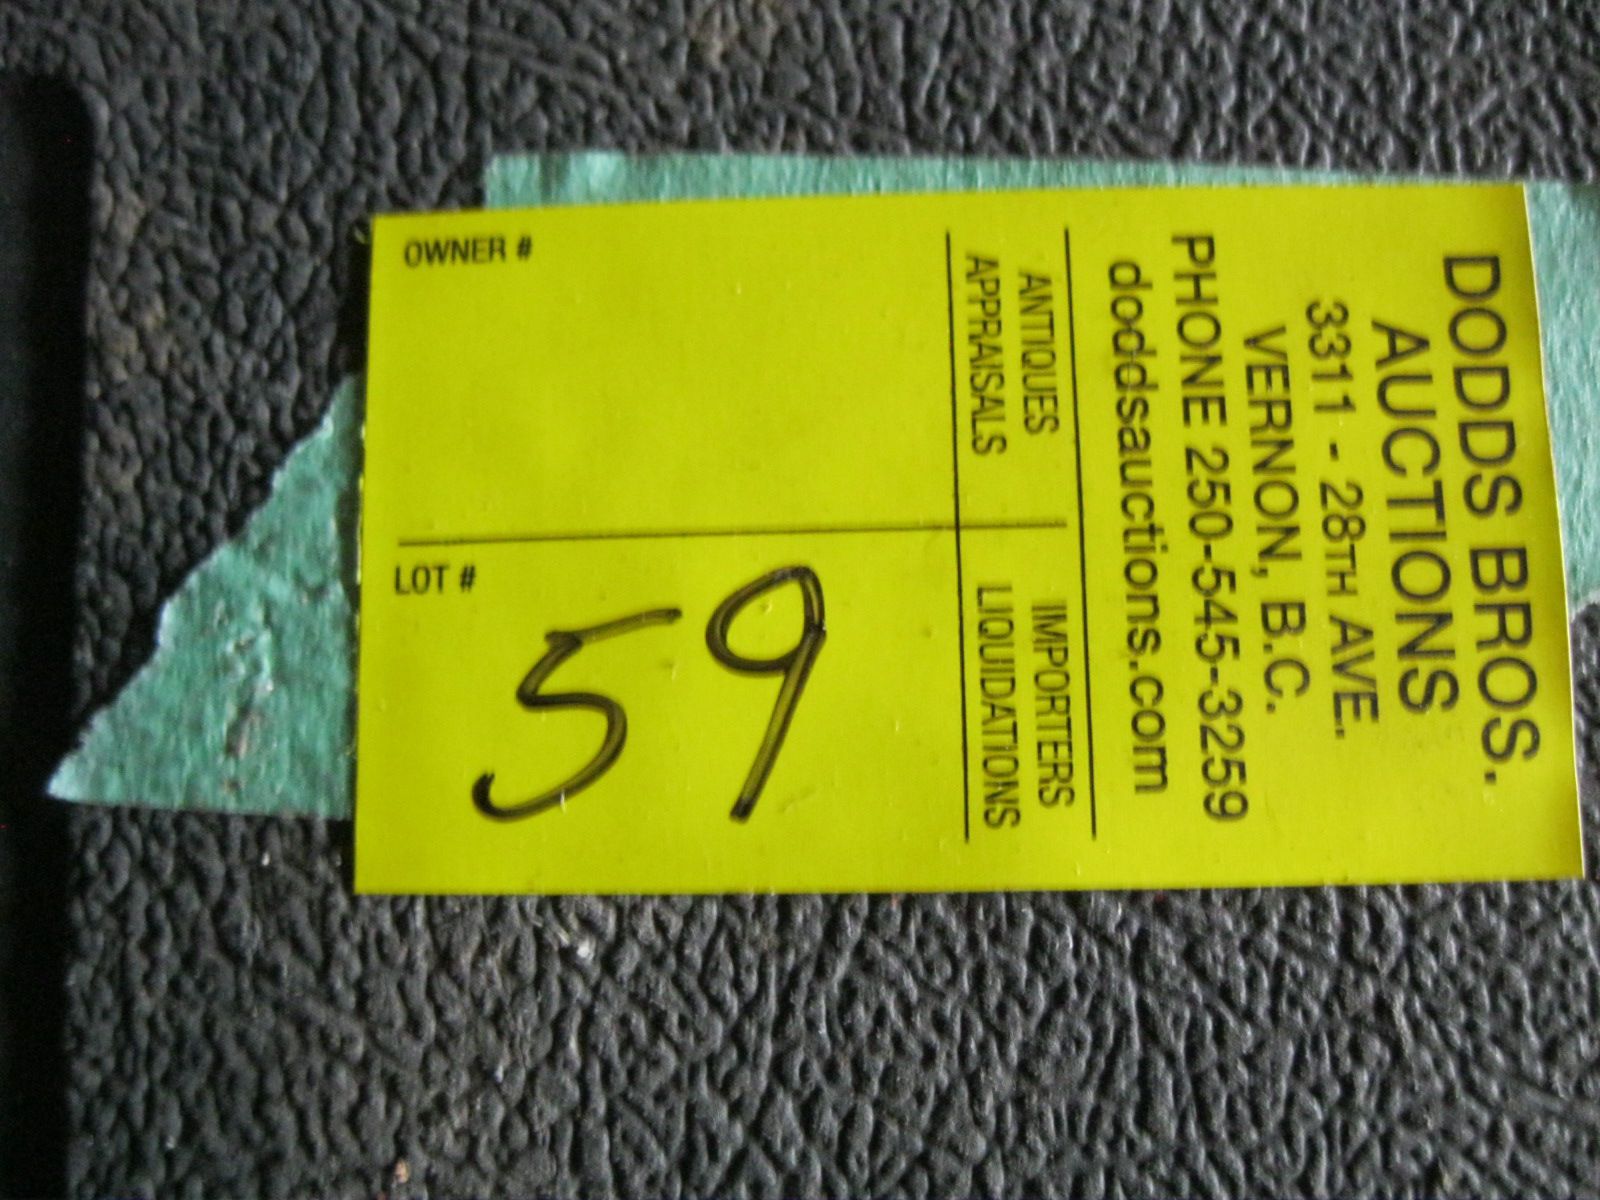 DODDS BROS.
AUCTIONS
3311 - 28TH AVE.
VERNON, B.C.
PHONE 250-545-3259
doddsauctions.com
ANTIQUES
APPRAISALS
IMPORTERS
LIQUIDATIONS
OWNER #
LOT #
59